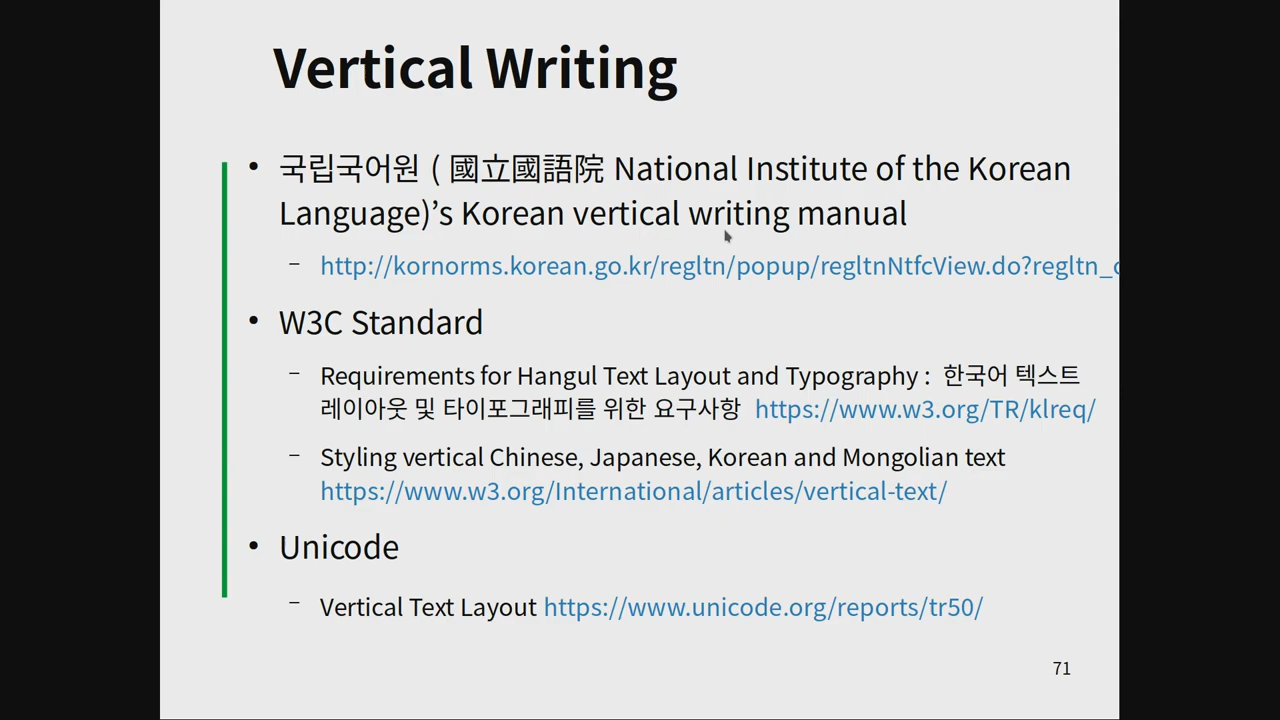 Vertical Writing
• 국립국어원 ( 國立國語院 National Institute of the Korean
Language)’s Korean vertical writing manual
– http://kornorms.korean.go.kr/regltn/popup/regltnNtfcView.do?regltn_
• W3C Standard
– Requirements for Hangul Text Layout and Typography : 한국어 텍스트
레이아웃 및 타이포그래피를 위한 요구사항 https://www.w3.org/TR/klreq/
– Styling vertical Chinese, Japanese, Korean and Mongolian text
https://www.w3.org/International/articles/vertical-text/
• Unicode
– Vertical Text Layout https://www.unicode.org/reports/tr50/
71